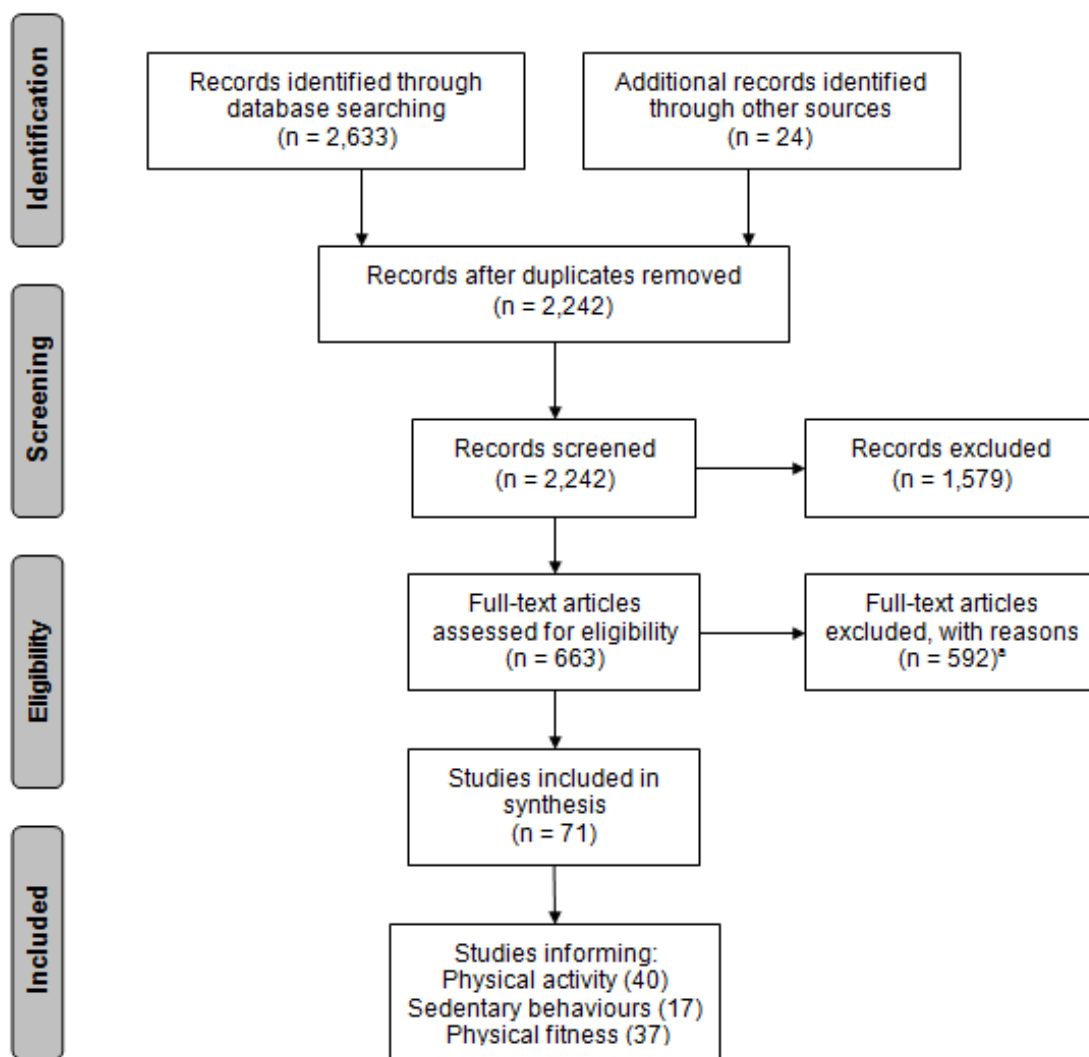 Identification
Records identified through
database searching
(n = 2,633)
Additional records identified
through other sources
(n = 24)
Records after duplicates removed
(n = 2,242)
Screening
Records screened
(n = 2,242)
Records excluded
(n = 1,579)
Eligibility
Full-text articles
assessed for eligibility
(n = 663)
Full-text articles
excluded, with reasons
(n = 592)ª
Studies included in
synthesis
(n = 71)
Included
Studies informing:
Physical activity (40)
Sedentary behaviours (17)
Physical fitness (37)